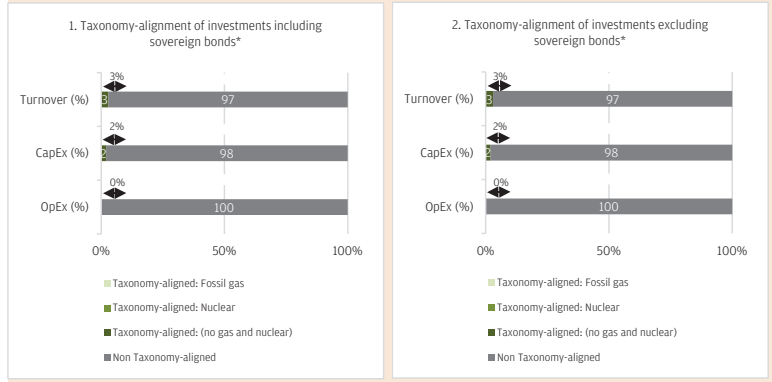 1. Taxonomy-alignment of investments including
sovereign bonds*
3%
Turnover (%)
3
97
2%
CapEx (%)
2
98
0%
OpEx (%)
100
0%
50%
100%
Taxonomy-aligned: Fossil gas
Taxonomy-aligned: Nuclear
Taxonomy-aligned: (no gas and nuclear)
Non Taxonomy-aligned
2. Taxonomy-alignment of investments excluding
sovereign bonds*
3%
Turnover (%)
3
97
2%
CapEx (%)
2
98
0%
OpEx (%)
100
0%
50%
100%
Taxonomy-aligned: Fossil gas
Taxonomy-aligned: Nuclear
Taxonomy-aligned: (no gas and nuclear)
Non Taxonomy-aligned